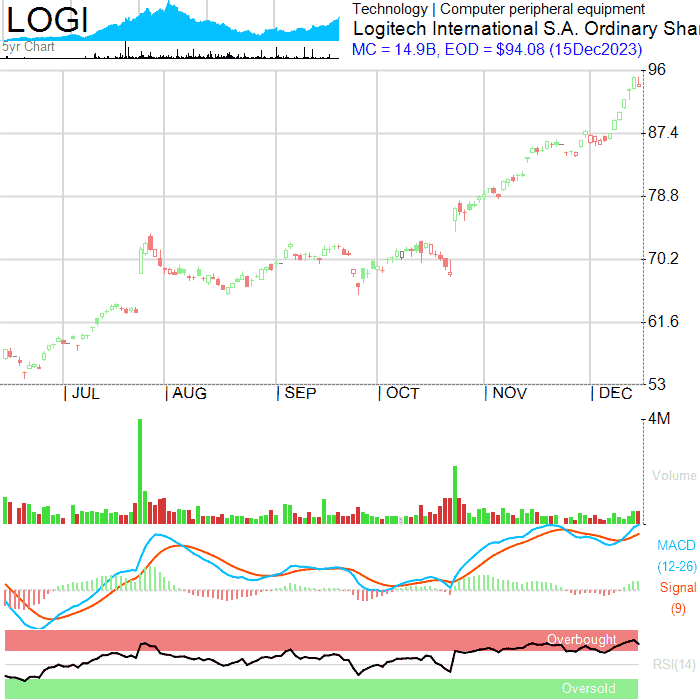 LOGI
5yr Chart
Technology | Computer peripheral equipment
Logitech International S.A. Ordinary Shar
MC = 14.9B, EOD = $94.08 (15Dec2023)
96
87.4
78.8
70.2
61.6
53
| JUL | AUG | SEP | OCT | NOV | DEC
4M
Volume
MACD
(12-26)
Signal
(9)
Overbought
RSI(14)
Oversold